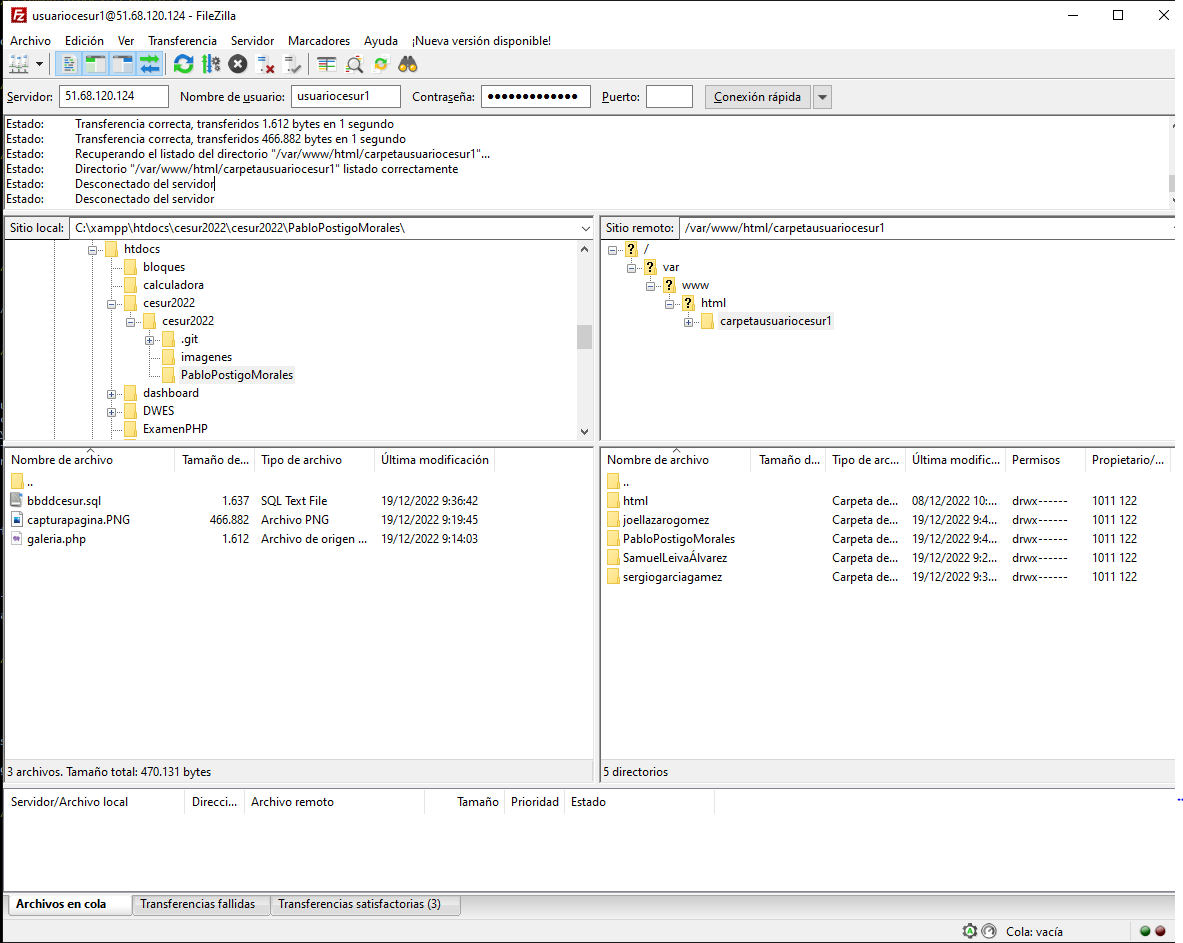 usuariocesur1@51.68.120.124 - FileZilla
Archivo Edición Ver Transferencia Servidor Marcadores Ayuda ¡Nueva versión disponible!
Servidor: 51.68.120.124 Nombre de usuario: usuariocesur1 Contraseña: ●●●●●●●●●●●●● Puerto: Conexión rápida
Estado: Transferencia correcta, transferidos 1.612 bytes en 1 segundo
Estado: Transferencia correcta, transferidos 466.882 bytes en 1 segundo
Estado: Recuperando el listado del directorio "/var/www/html/carpetausuariocesur1"...
Estado: Directorio "/var/www/html/carpetausuariocesur1" listado correctamente
Estado: Desconectado del servidor
Estado: Desconectado del servidor
Sitio local: C:\xampp\htdocs\cesur2022\cesur2022\PabloPostigoMorales\
htdocs
bloques
calculadora
cesur2022
cesur2022
.git
imagenes
PabloPostigoMorales
dashboard
DWES
ExamenPHP
Sitio remoto: /var/www/html/carpetausuariocesur1
/
var
www
html
carpetausuariocesur1
Nombre de archivo Tamaño de... Tipo de archivo Última modificación
..
bbddcesur.sql 1.637 SQL Text File 19/12/2022 9:36:42
capturapagina.PNG 466.882 Archivo PNG 19/12/2022 9:19:45
galeria.php 1.612 Archivo de origen ... 19/12/2022 9:14:03
3 archivos. Tamaño total: 470.131 bytes
Nombre de archivo Tamaño d... Tipo de arc... Última modific... Permisos Propietario/...
..
html Carpeta de... 08/12/2022 10:... drwx------ 1011 122
joellazarogomez Carpeta de... 19/12/2022 9:4... drwx------ 1011 122
PabloPostigoMorales Carpeta de... 19/12/2022 9:4... drwx------ 1011 122
SamuelLeivaÁlvarez Carpeta de... 19/12/2022 9:2... drwx------ 1011 122
sergiogarciagamez Carpeta de... 19/12/2022 9:3... drwx------ 1011 122
5 directorios
Servidor/Archivo local Direcci... Archivo remoto Tamaño Prioridad Estado
Archivos en cola Transferencias fallidas Transferencias satisfactorias (3)
Cola: vacía